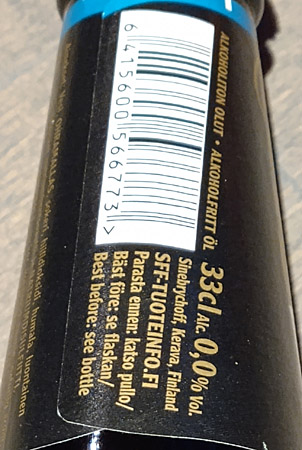 ALKOHOLITON OLUT • ALKOHOLFRITT ÖL
6 415600 566773 >
33cl Alc. 0,0% Vol.
Sinebrychoff, Kerava, Finland
SFF-TUOTEINFO.FI
Parasta ennen: katso pullo/
Bäst före: se flaskan/
Best before: see bottle